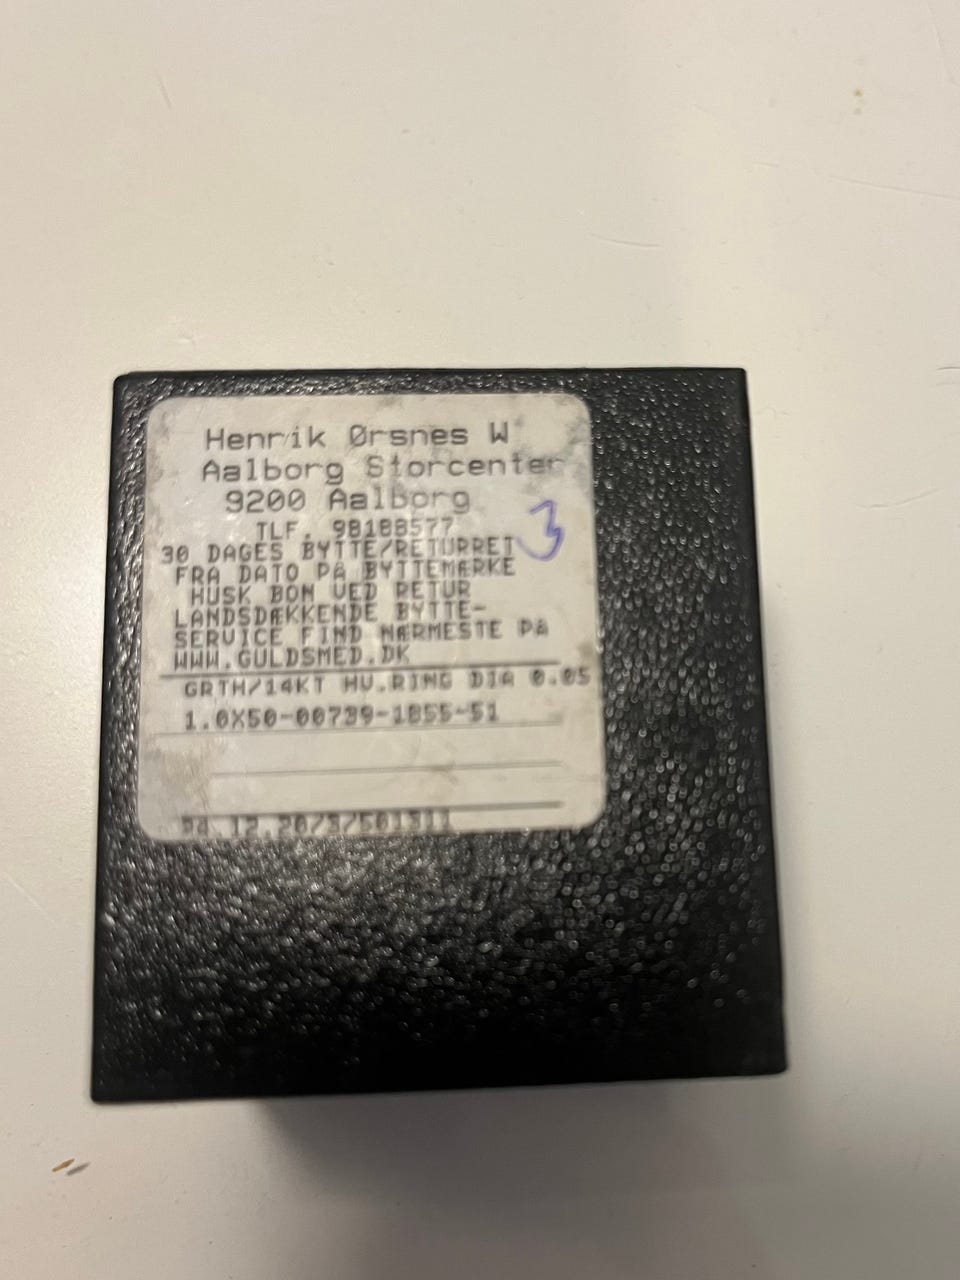 Henrik Ørsnes W
Aalborg Storcenter
9200 Aalborg
TLF. 98188577
3
30 DAGES BYTTE/RETURRET
FRA DATO PÅ BYTTEMÆRKE
HUSK BON VED RETUR
LANDSDÆKKENDE BYTTE-
SERVICE FIND NÆRMESTE PÅ
WWW.GULDSMED.DK
GRTH/14KT HV.RING DIA 0.05
1.0X50-00739-1855-51